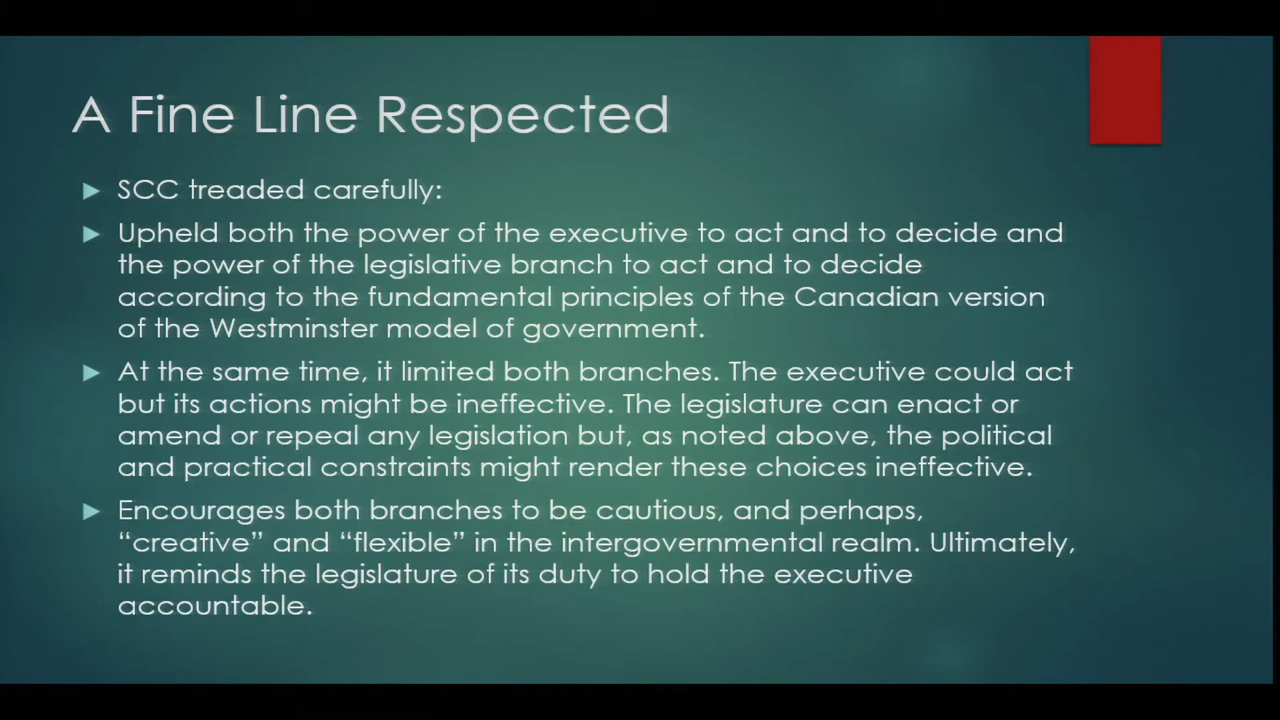 A Fine Line Respected
SCC treaded carefully:
Upheld both the power of the executive to act and to decide and
the power of the legislative branch to act and to decide
according to the fundamental principles of the Canadian version
of the Westminster model of government.
At the same time, it limited both branches. The executive could act
but its actions might be ineffective. The legislature can enact or
amend or repeal any legislation but, as noted above, the political
and practical constraints might render these choices ineffective.
Encourages both branches to be cautious, and perhaps,
“creative” and “flexible” in the intergovernmental realm. Ultimately,
it reminds the legislature of its duty to hold the executive
accountable.